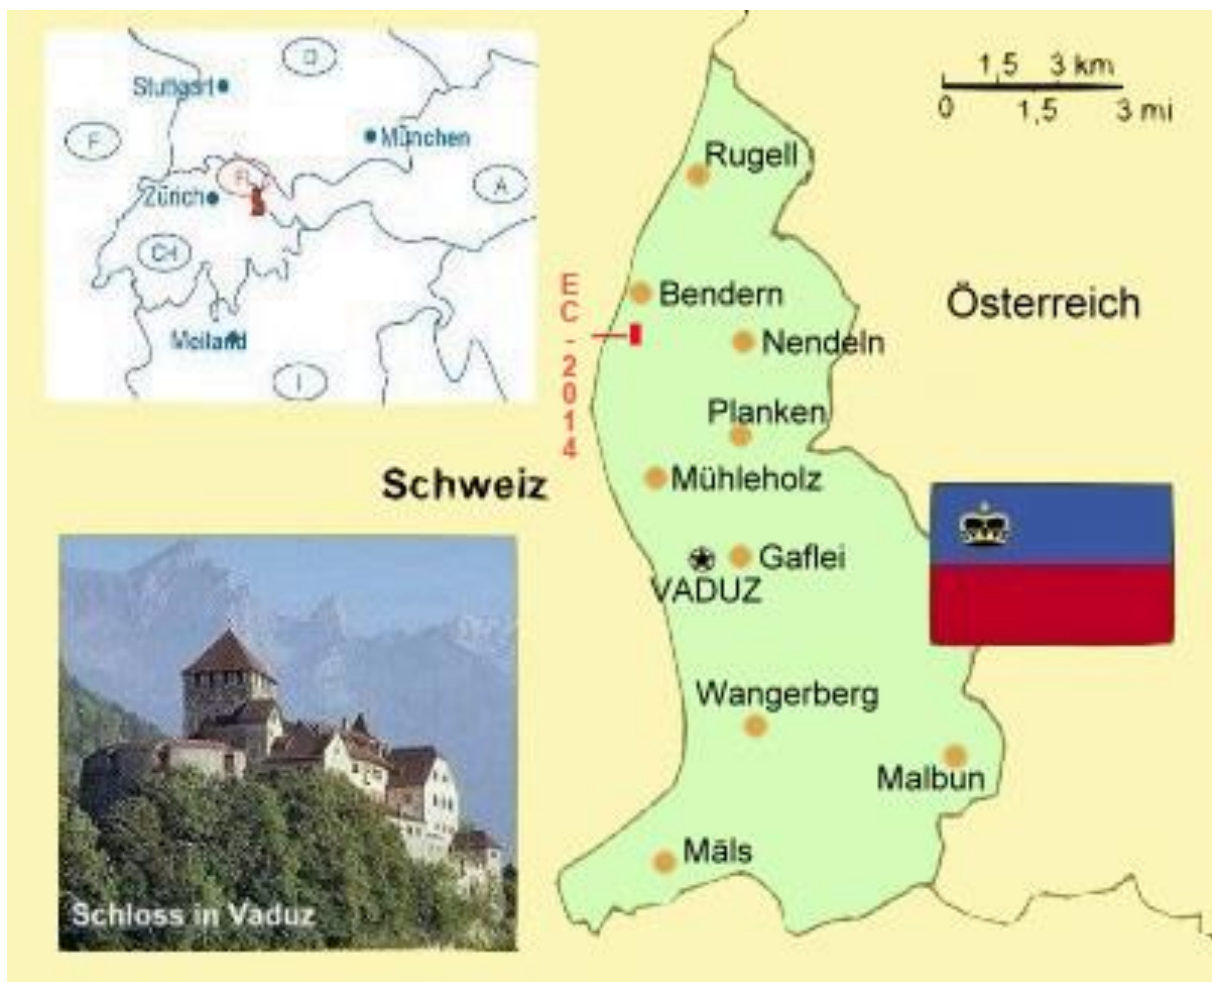 D
Stuttgart
München
F
FL
A
Zürich
CH
Meiland
I
1,5 3 km
0 1,5 3 mi
Rugell
Bendern
EC-2014
Nendeln
Österreich
Planken
Schweiz
Mühleholz
Gaflei
VADUZ
Wangerberg
Malbun
Mäls
Schloss in Vaduz